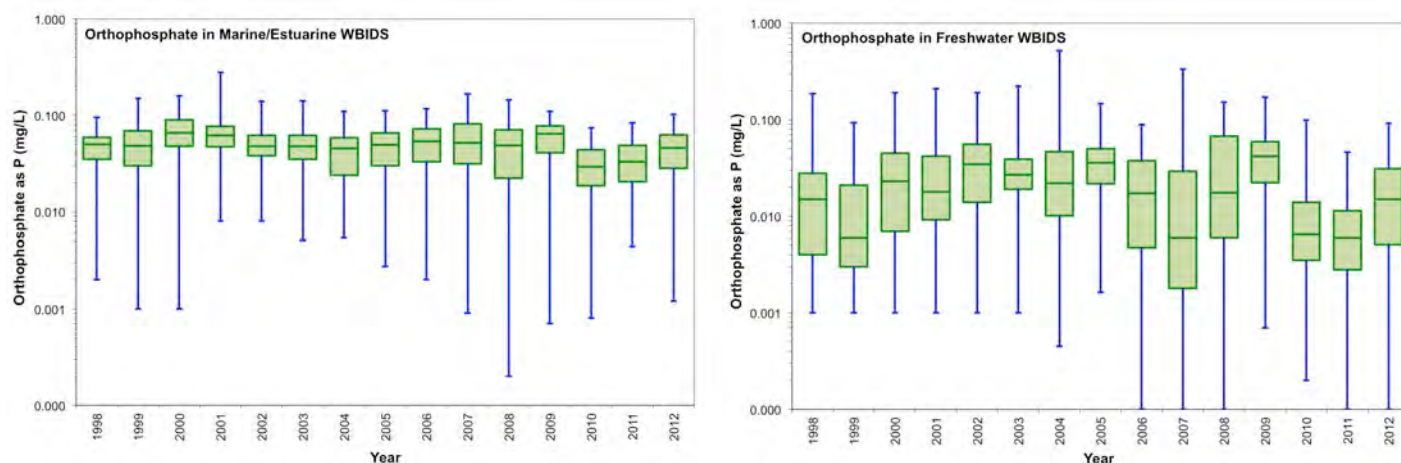 Orthophosphate in Marine/Estuarine WBIDS
Orthophosphate as P (mg/L)
1.000
0.100
0.010
0.001
0.000
1998 1999 2000 2001 2002 2003 2004 2005 2006 2007 2008 2009 2010 2011 2012
Year
Orthophosphate in Freshwater WBIDS
Orthophosphate as P (mg/L)
1.000
0.100
0.010
0.001
0.000
1998 1999 2000 2001 2002 2003 2004 2005 2006 2007 2008 2009 2010 2011 2012
Year